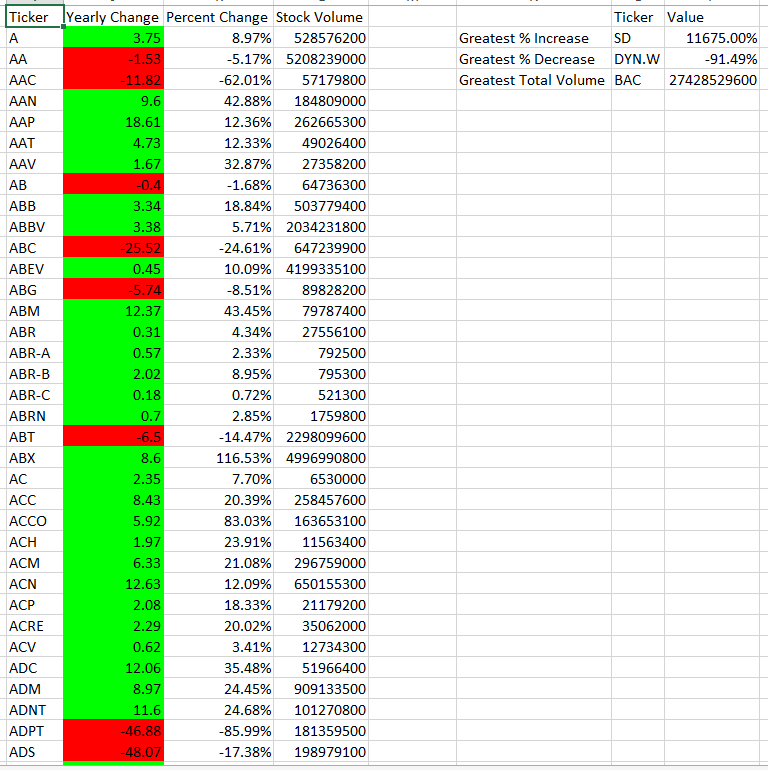 Ticker Yearly Change Percent Change Stock Volume Ticker Value
A 3.75 8.97% 528576200 Greatest % Increase SD 11675.00%
AA -1.53 -5.17% 5208239000 Greatest % Decrease DYN.W -91.49%
AAC -11.82 -62.01% 57179800 Greatest Total Volume BAC 27428529600
AAN 9.6 42.88% 184809000
AAP 18.61 12.36% 262665300
AAT 4.73 12.33% 49026400
AAV 1.67 32.87% 27358200
AB -0.4 -1.68% 64736300
ABB 3.34 18.84% 503779400
ABBV 3.38 5.71% 2034231800
ABC -25.52 -24.61% 647239900
ABEV 0.45 10.09% 4199335100
ABG -5.74 -8.51% 89828200
ABM 12.37 43.45% 79787400
ABR 0.31 4.34% 27556100
ABR-A 0.57 2.33% 792500
ABR-B 2.02 8.95% 795300
ABR-C 0.18 0.72% 521300
ABRN 0.7 2.85% 1759800
ABT -6.5 -14.47% 2298099600
ABX 8.6 116.53% 4996990800
AC 2.35 7.70% 6530000
ACC 8.43 20.39% 258457600
ACCO 5.92 83.03% 163653100
ACH 1.97 23.91% 11563400
ACM 6.33 21.08% 296759000
ACN 12.63 12.09% 650155300
ACP 2.08 18.33% 21179200
ACRE 2.29 20.02% 35062000
ACV 0.62 3.41% 12734300
ADC 12.06 35.48% 51966400
ADM 8.97 24.45% 909133500
ADNT 11.6 24.68% 101270800
ADPT -46.88 -85.99% 181359500
ADS -48.07 -17.38% 198979100